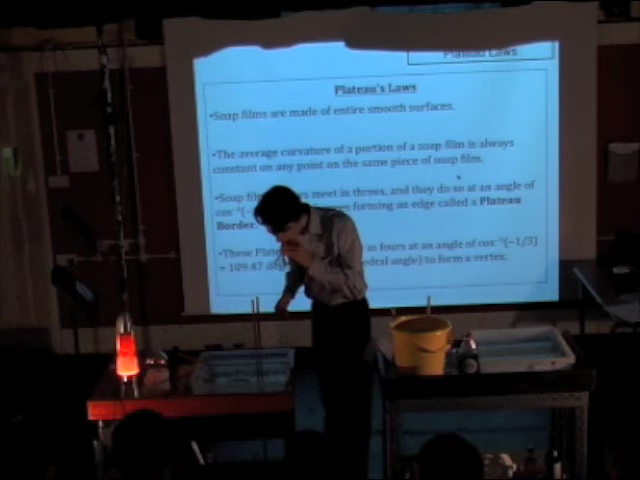 Plateau Laws
Plateau's Laws
•Soap films are made of entire smooth surfaces.
•The average curvature of a portion of a soap film is always
constant on any point on the same piece of soap film.
•Soap meet in threes, and they do so at an angle of
cos⁻¹(− forming an edge called a Plateau
Border.
•These in fours at an angle of cos⁻¹(−1/3)
= 109.47 angle) to form a vertex.